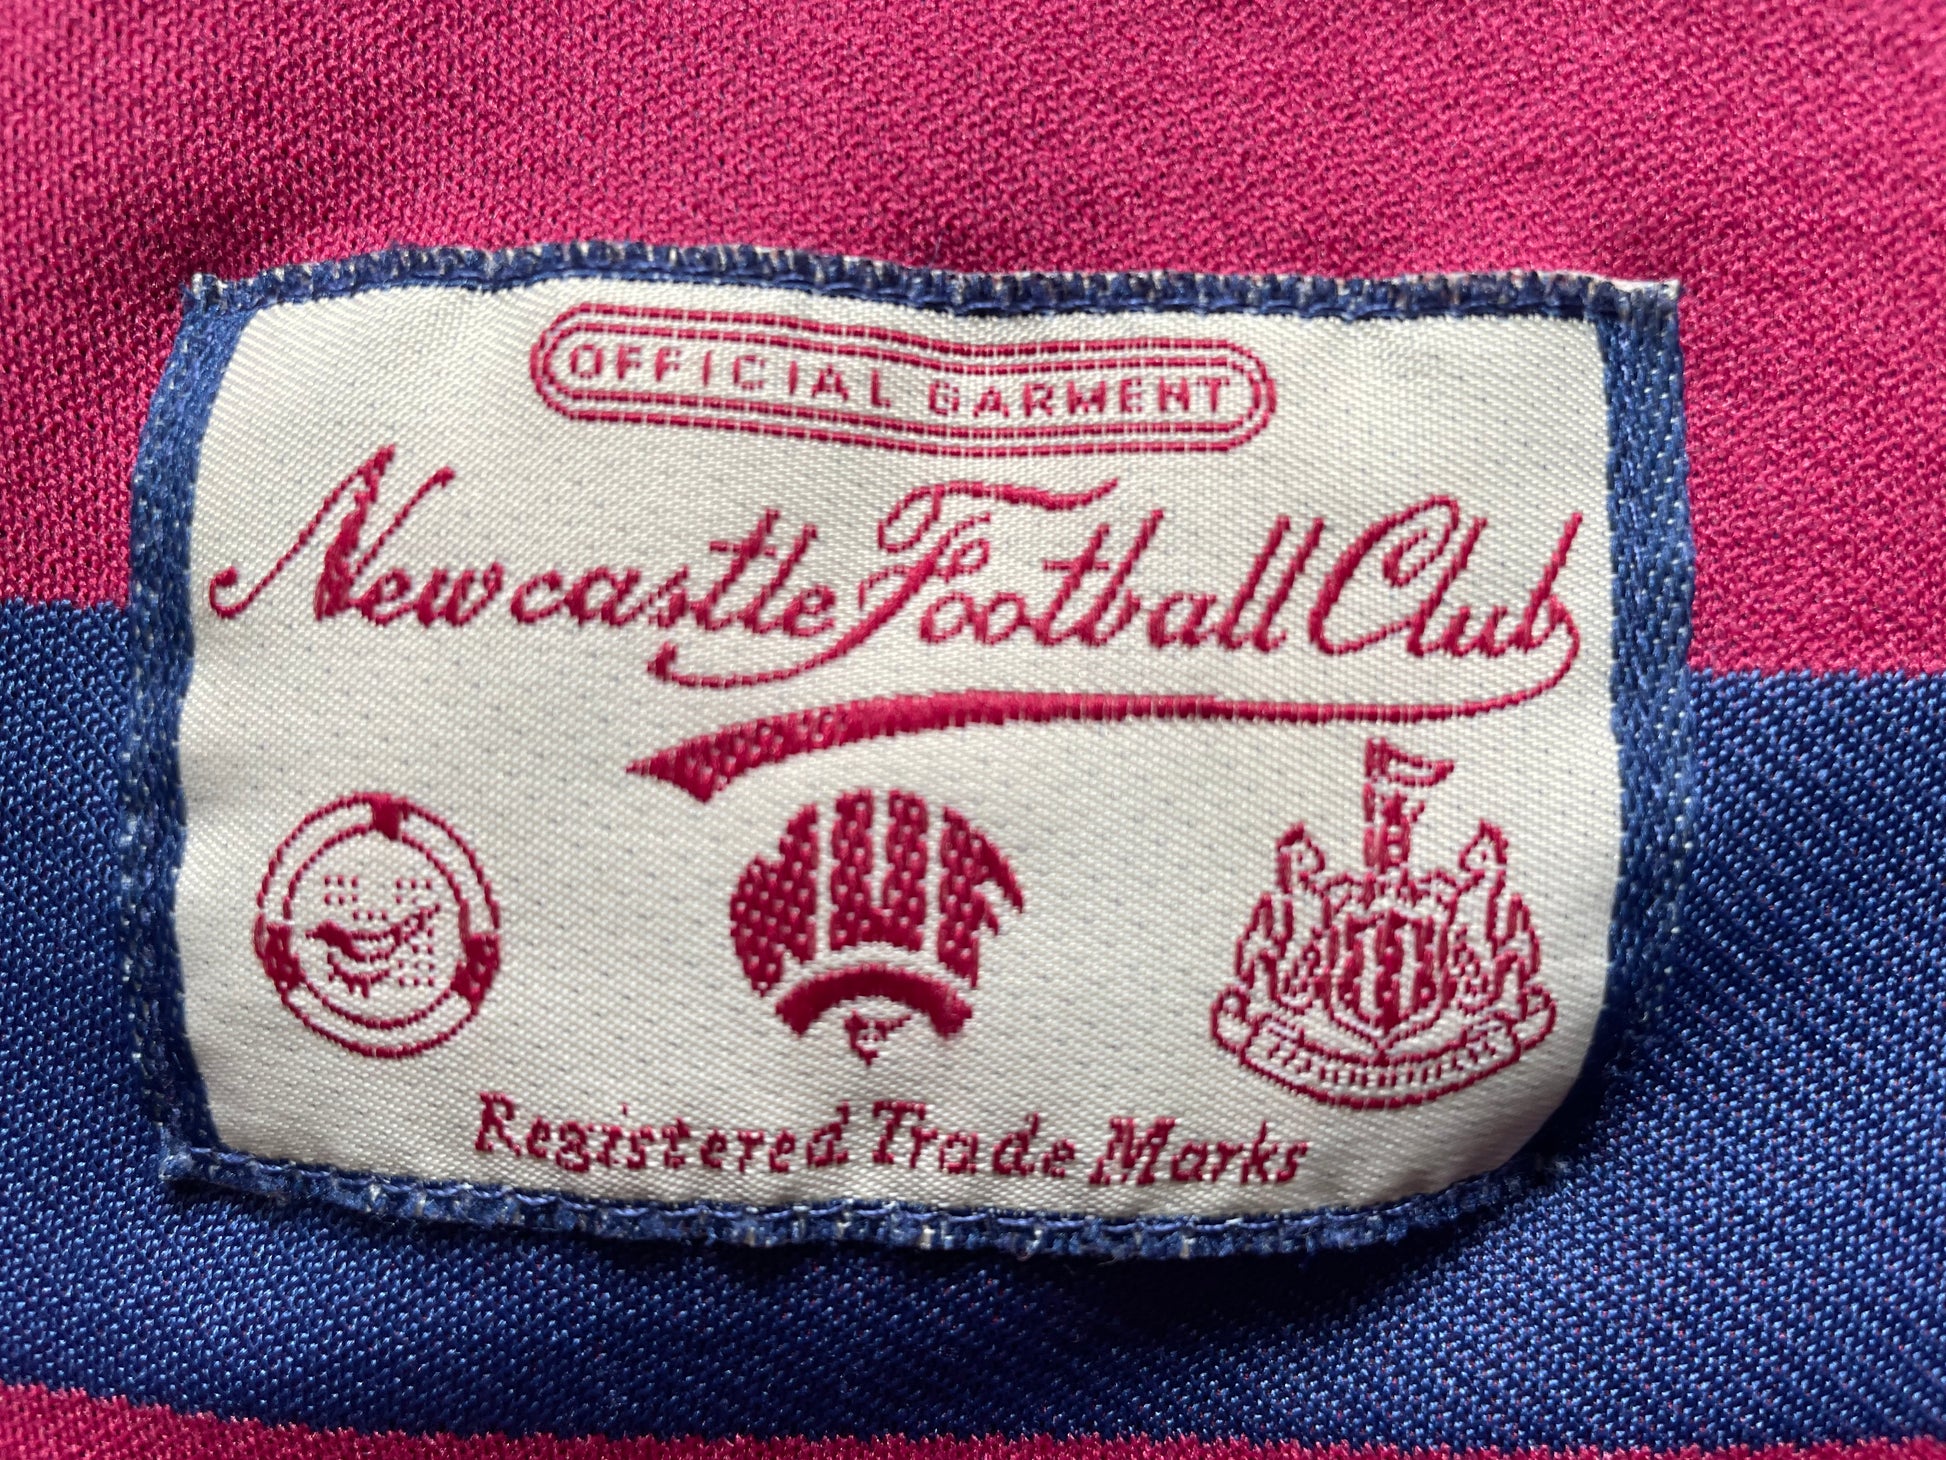 OFFICIAL GARMENT
Newcastle Football Club
Registered Trade Marks